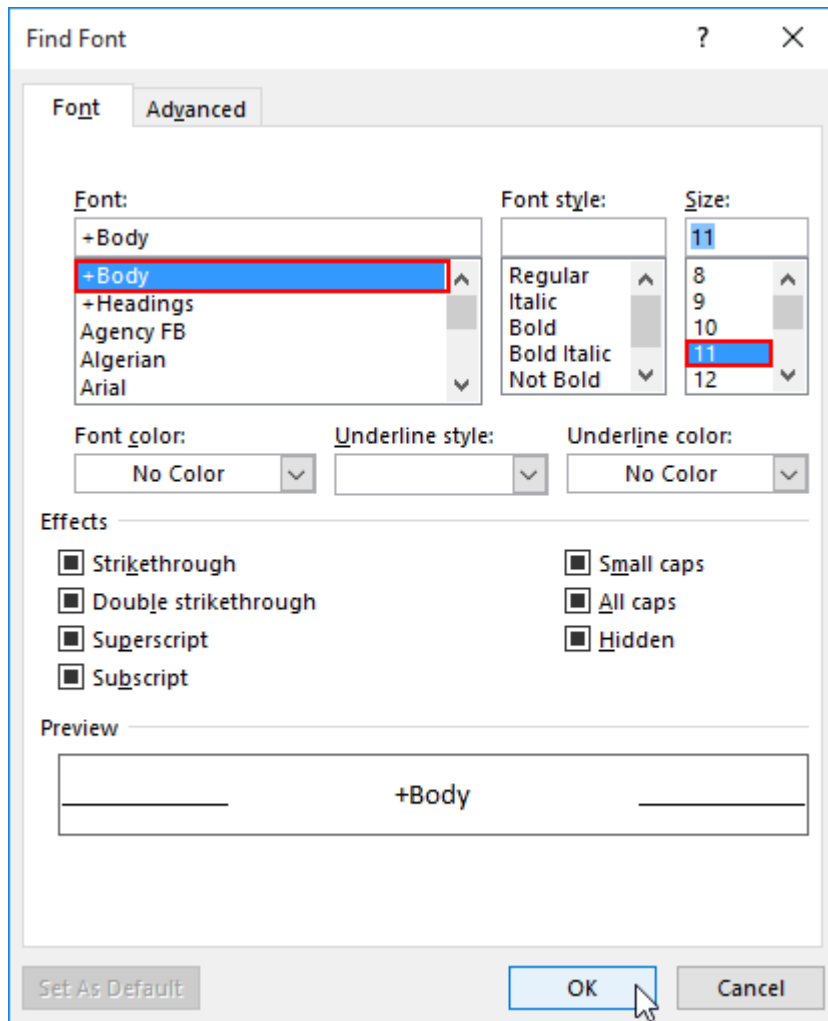 Find Font ?
Font Advanced
Font: Font style: Size:
+Body 11
+Body Regular 8
+Headings Italic 9
Agency FB Bold 10
Algerian Bold Italic 11
Arial Not Bold 12
Font color: Underline style: Underline color:
No Color No Color
Effects
Strikethrough Small caps
Double strikethrough All caps
Superscript Hidden
Subscript
Preview
+Body
Set As Default OK Cancel